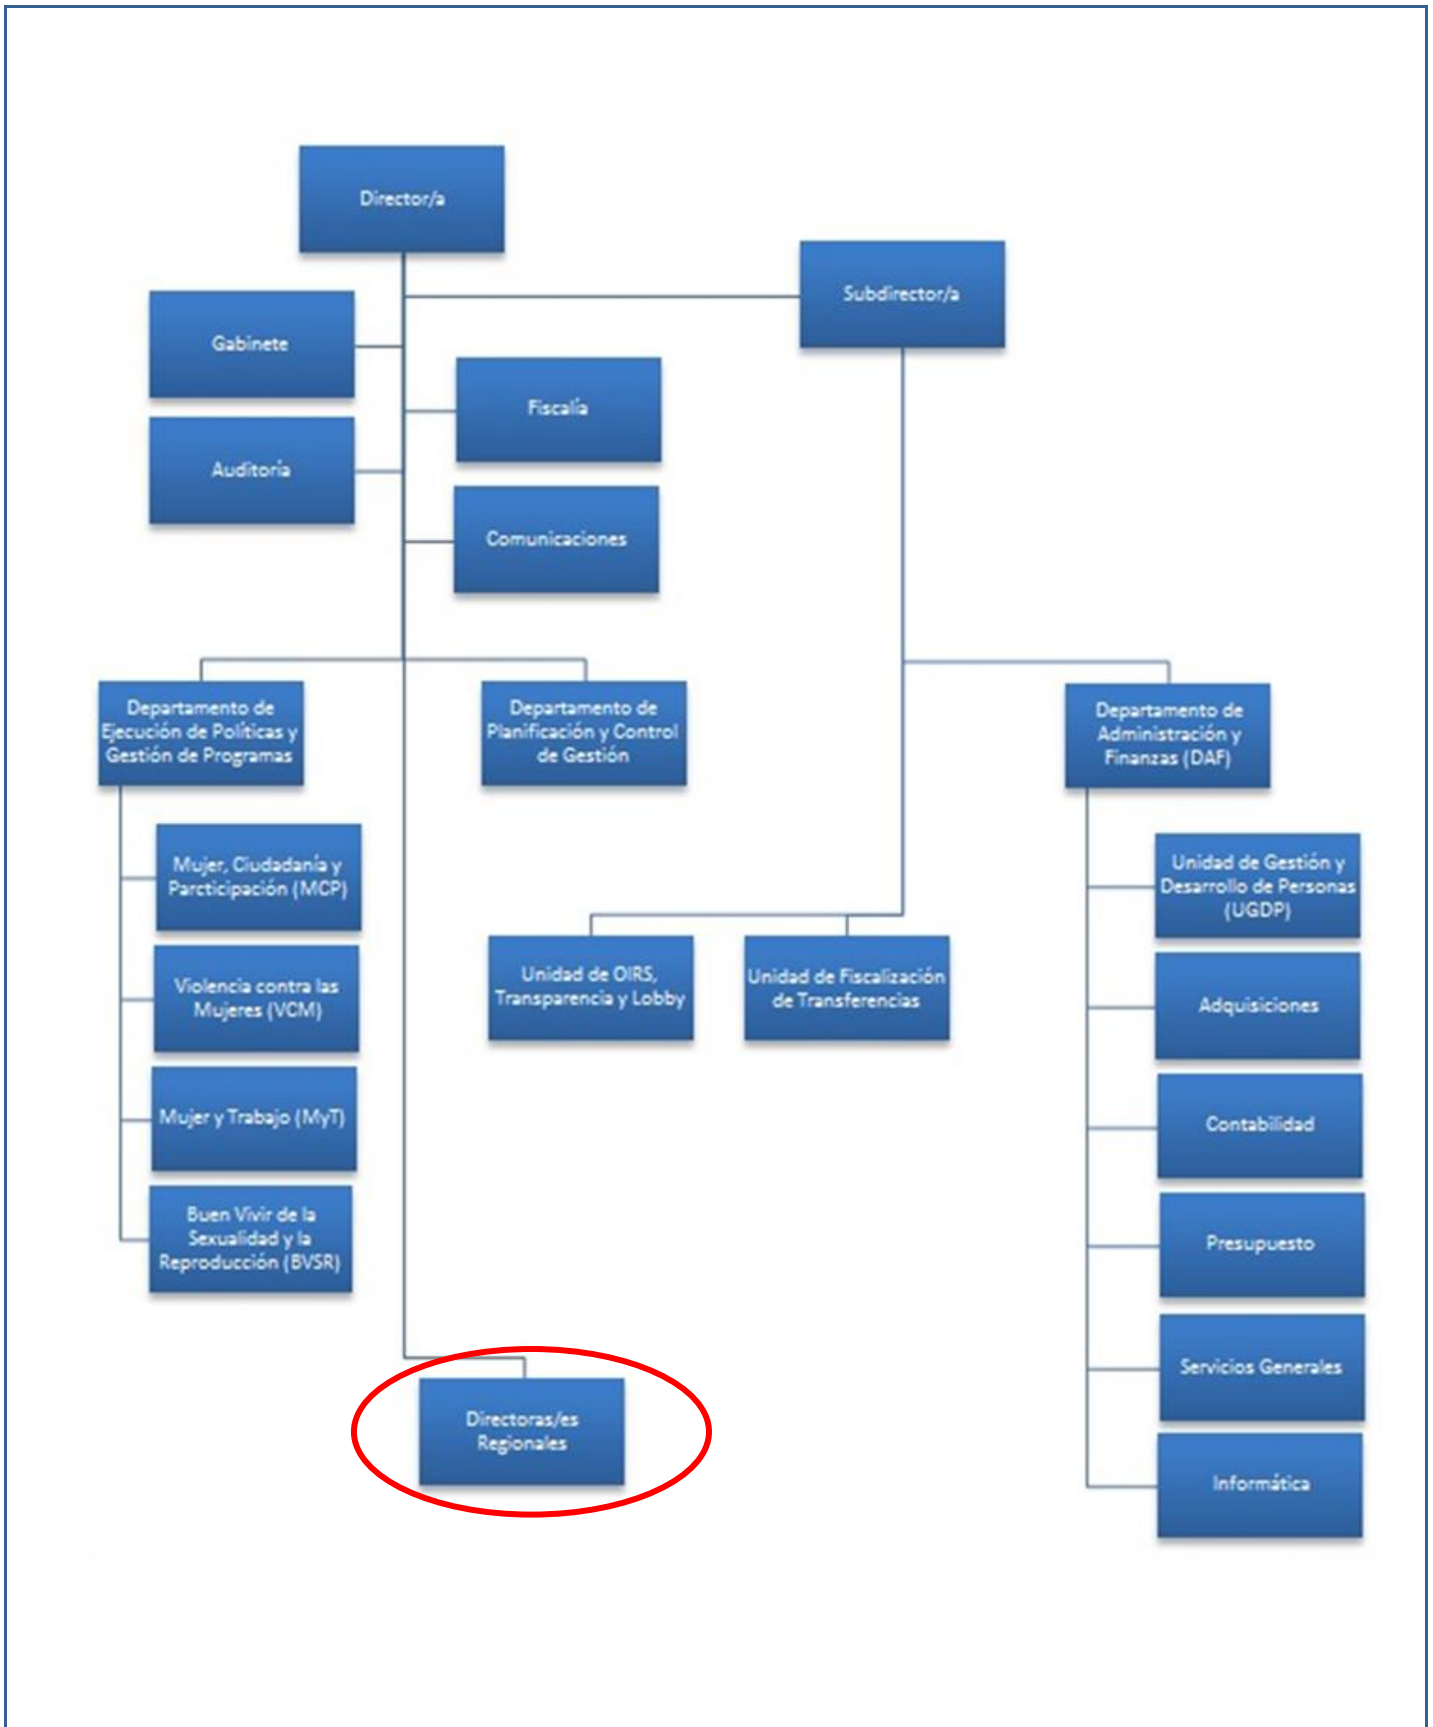 Director/a
Subdirector/a
Gabinete
Fiscalía
Auditoría
Comunicaciones
Departamento de
Ejecución de Políticas y
Gestión de Programas
Departamento de
Planificación y Control
de Gestión
Departamento de
Administración y
Finanzas (DAF)
Mujer, Ciudadanía y
Parcticipación (MCP)
Violencia contra las
Mujeres (VCM)
Mujer y Trabajo (MyT)
Buen Vivir de la
Sexualidad y la
Reproducción (BVSR)
Unidad de OIRS,
Transparencia y Lobby
Unidad de Fiscalización
de Transferencias
Unidad de Gestión y
Desarrollo de Personas
(UGDP)
Adquisiciones
Contabilidad
Presupuesto
Servicios Generales
Informática
Directoras/es
Regionales